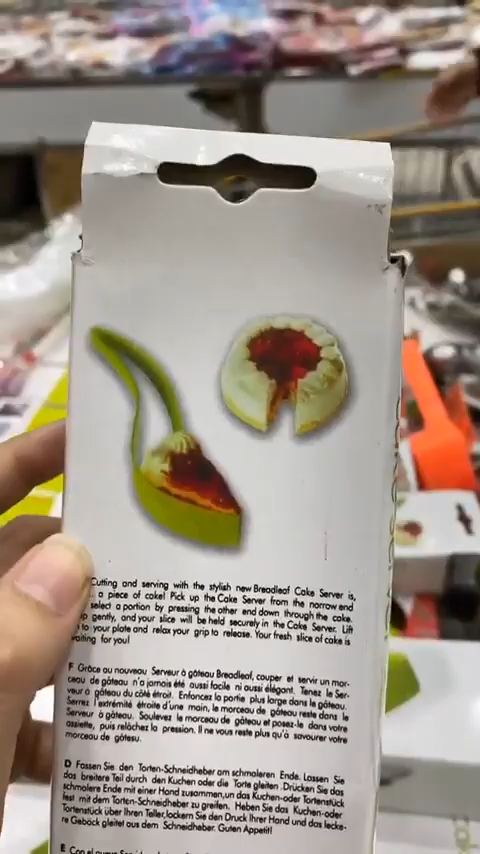 Cutting and serving with the stylish new Breadleaf Cake Server is,
a piece of cake! Pick up the Cake Server from the narrow end
select a portion by pressing the other end down through the cake.
gently, and your slice will be held securely in the Cake Server. Lift
to your plate and relax your grip to release. Your fresh slice of cake is
waiting for you!
F Grâce au nouveau Serveur à gâteau Breadleaf, couper et servir un mor-
ceau de gâteau n'a jamais été aussi facile ni aussi élégant. Tenez le Ser-
veur à gâteau du côté étroit. Enfoncez la partie plus large dans le gâteau.
Serrez l'extrémité étroite d'une main, le morceau de gâteau reste dans le
Serveur à gâteau. Soulevez le morceau de gâteau et posez-le dans votre
assiette, puis relâchez la pression. Il ne vous reste plus qu'à savourer votre
morceau de gâtesu.
D Fassen Sie den Torten-Schneidheber am schmaleren Ende. Lassen Sie
das breitere Teil durch den Kuchen oder die Torte gleiten .Drücken Sie das
schmalere Ende mit einer Hand zusammen,un das Kuchen-oder Tortenstück
fest mit dem Torten-Schneidheber zu greifen. Heben Sie das Kuchen-oder
Tortenstück über Ihren Teller,lockern Sie den Druck Ihrer Hand und das lecke-
re Gebäck gleitet aus dem Schneidheber. Guten Appetit!
E Con el nuevo